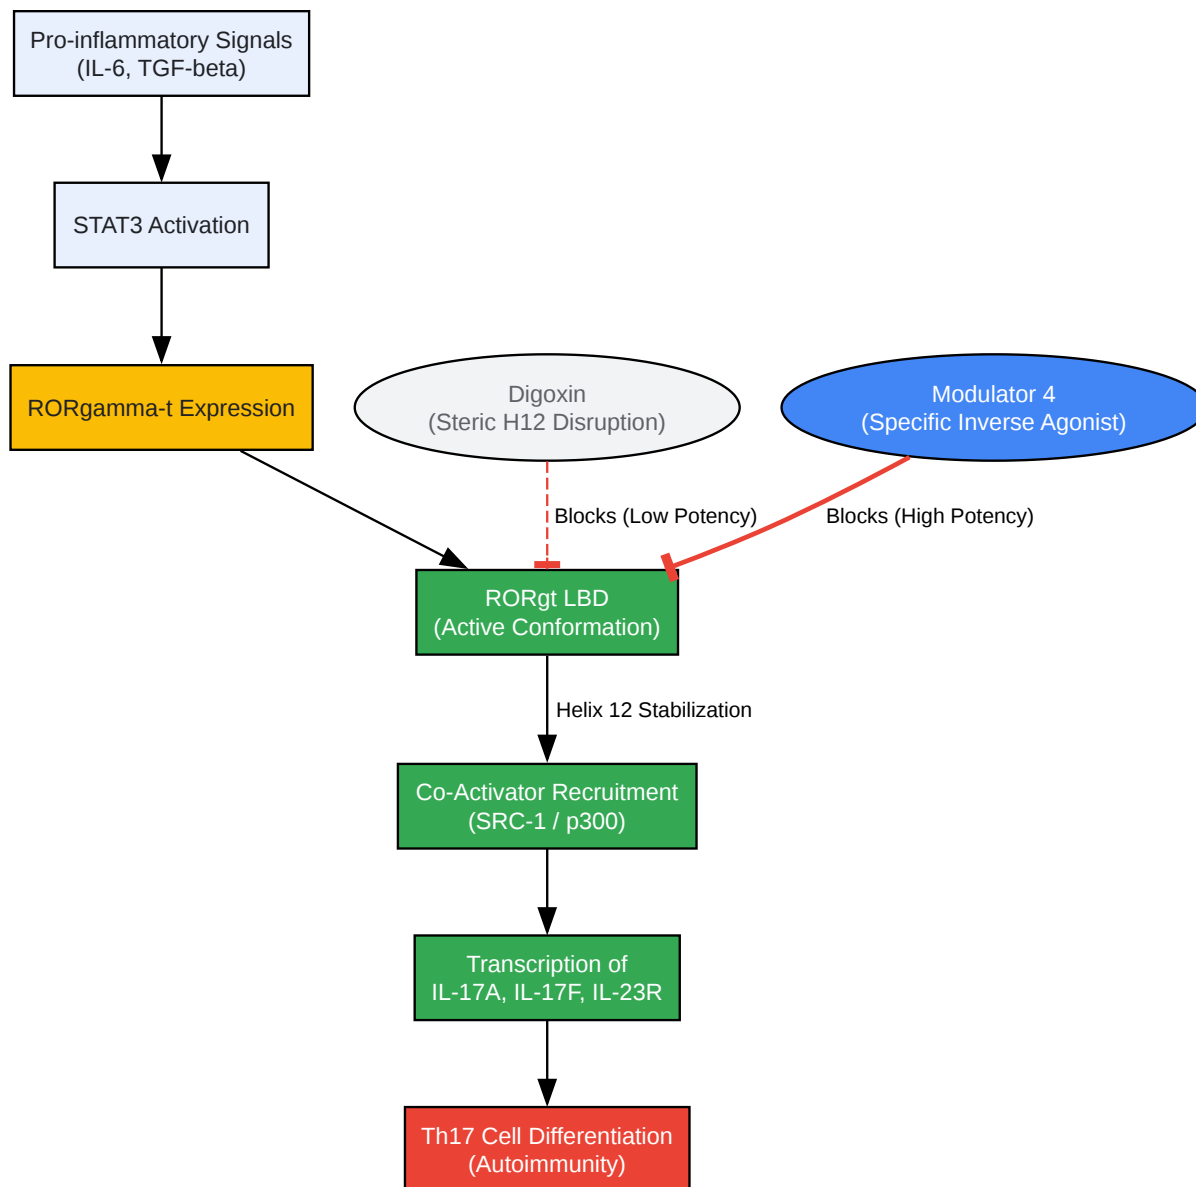 Pro-inflammatory Signals
(IL-6, TGF-beta)
STAT3 Activation
RORgamma-t Expression
Digoxin
(Steric H12 Disruption)
Modulator 4
(Specific Inverse Agonist)
Blocks (Low Potency)
Blocks (High Potency)
RORgt LBD
(Active Conformation)
Helix 12 Stabilization
Co-Activator Recruitment
(SRC-1 / p300)
Transcription of
IL-17A, IL-17F, IL-23R
Th17 Cell Differentiation
(Autoimmunity)